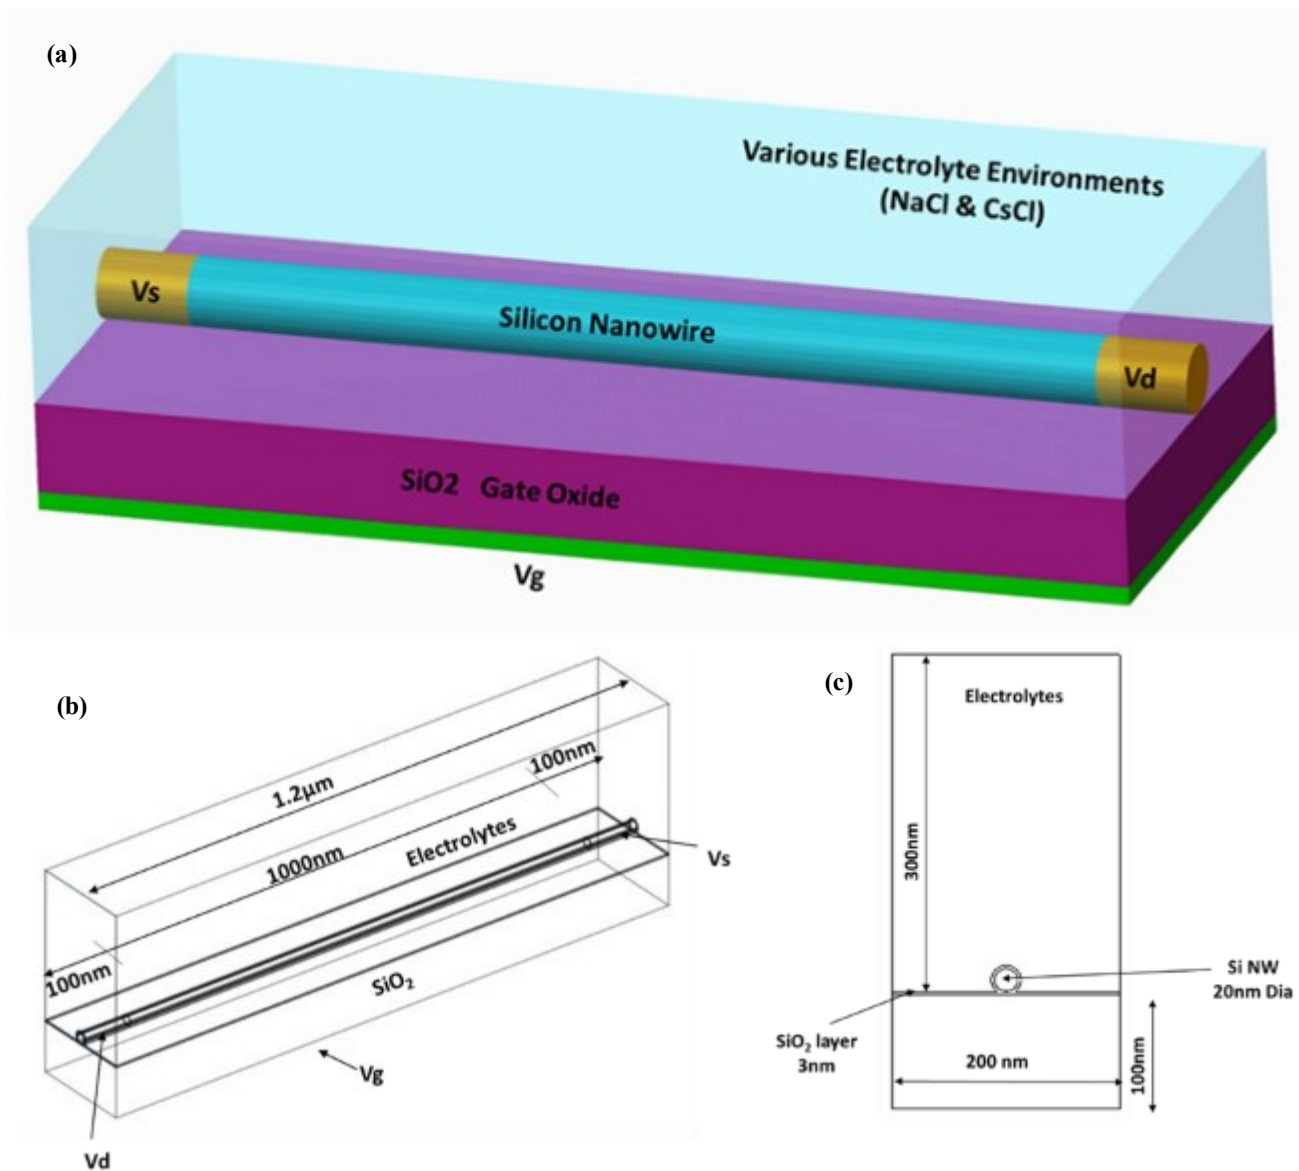 (a)
Various Electrolyte Environments
(NaCl & CsCl)
Vs
Silicon Nanowire
Vd
SiO2 Gate Oxide
Vg
(b)
1.2μm
100nm
1000nm
Electrolytes
Vs
100nm
SiO₂
Vg
Vd
(c)
Electrolytes
300nm
Si NW
20nm Dia
SiO₂ layer
3nm
200 nm
100nm